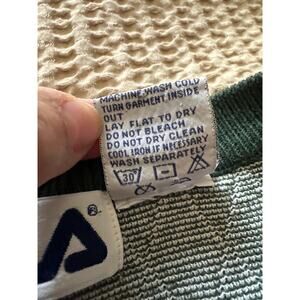 MACHINE WASH COLD
TURN GARMENT INSIDE
OUT
LAY FLAT TO DRY
DO NOT BLEACH
DO NOT DRY CLEAN
COOL IRON IF NECESSARY
WASH SEPARATELY
30°
®